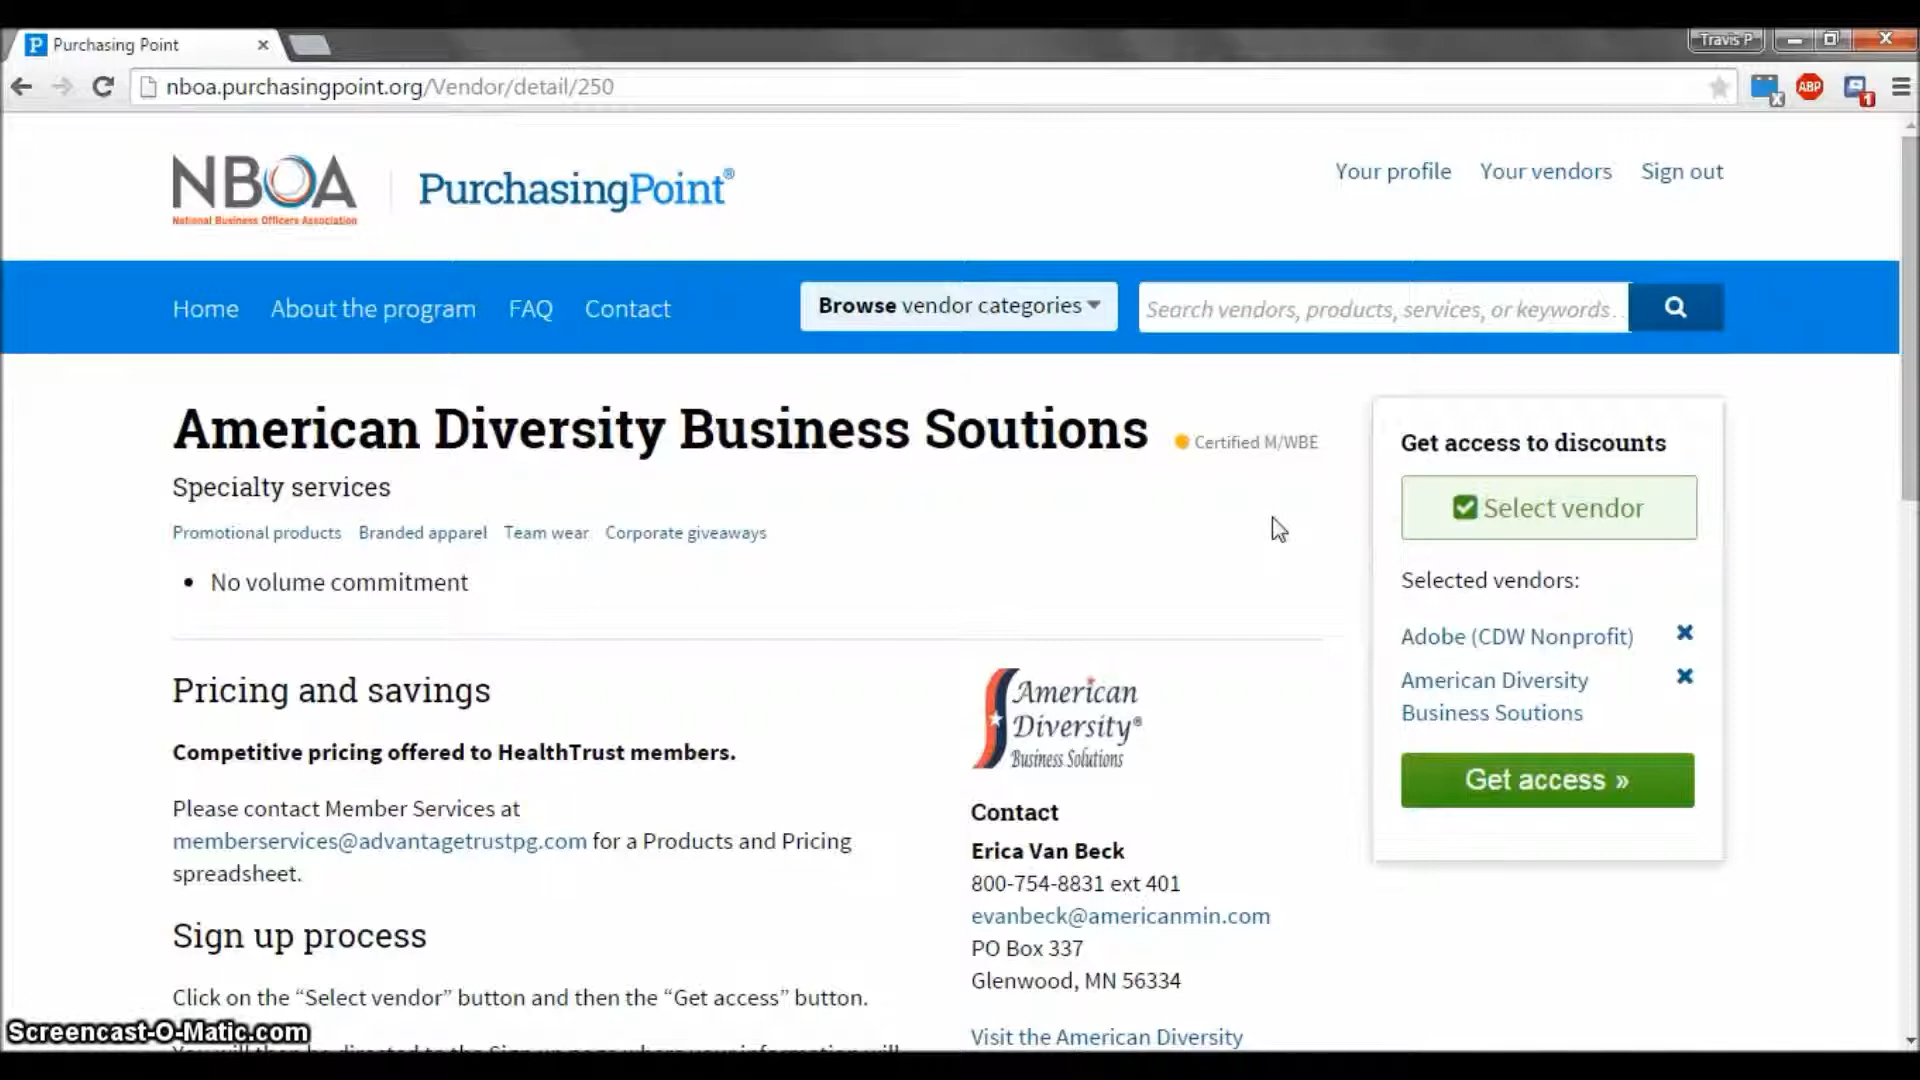 Purchasing Point
Travis P
nboa.purchasingpoint.org/Vendor/detail/250
ABP
1
NBOA
National Business Officers Association
PurchasingPoint®
Your profile Your vendors Sign out
Home About the program FAQ Contact
Browse vendor categories
Search vendors, products, services, or keywords...
American Diversity Business Soutions
Certified M/WBE
Specialty services
Promotional products Branded apparel Team wear Corporate giveaways
• No volume commitment
Get access to discounts
Select vendor
Selected vendors:
Adobe (CDW Nonprofit)
American Diversity
Business Soutions
Get access »
Pricing and savings
Competitive pricing offered to HealthTrust members.
Please contact Member Services at
memberservices@advantagetrustpg.com for a Products and Pricing
spreadsheet.
Sign up process
Click on the “Select vendor” button and then the “Get access” button.
American
Diversity®
Business Solutions
Contact
Erica Van Beck
800-754-8831 ext 401
evanbeck@americanmin.com
PO Box 337
Glenwood, MN 56334
Visit the American Diversity
Screencast-O-Matic.com